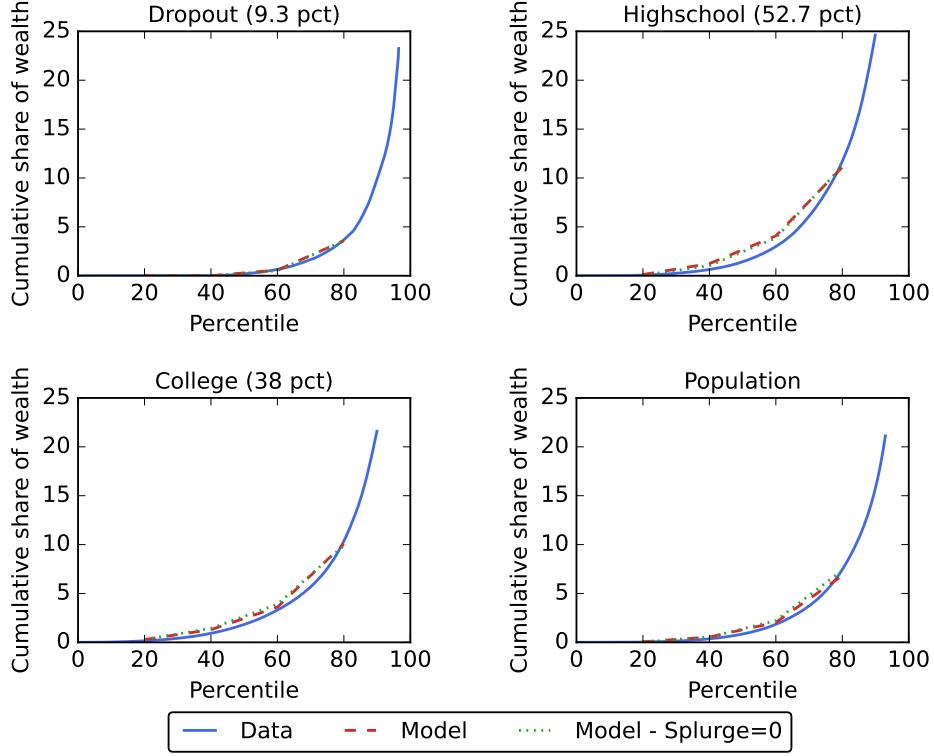 Dropout (9.3 pct)
Cumulative share of wealth
25
20
15
10
5
0
0 20 40 60 80 100
Percentile
Highschool (52.7 pct)
Cumulative share of wealth
25
20
15
10
5
0
0 20 40 60 80 100
Percentile
College (38 pct)
Cumulative share of wealth
25
20
15
10
5
0
0 20 40 60 80 100
Percentile
Population
Cumulative share of wealth
25
20
15
10
5
0
0 20 40 60 80 100
Percentile
Data Model Model - Splurge=0